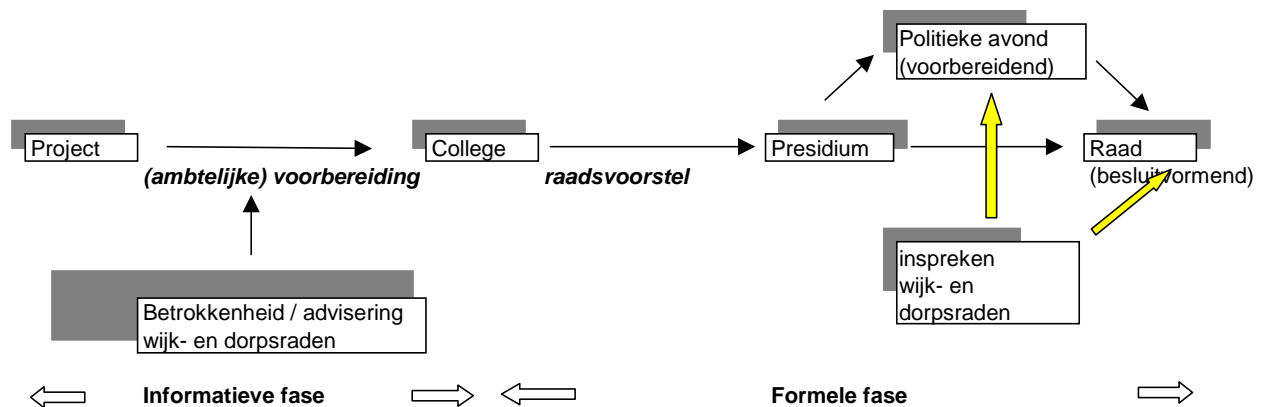 Politieke avond
(voorbereidend)
Project
College
Presidium
Raad
(besluitvormend)
(ambtelijke) voorbereiding
raadsvoorstel
inspreken
wijk- en
dorpsraden
Betrokkenheid / advisering
wijk- en dorpsraden
Informatieve fase
Formele fase